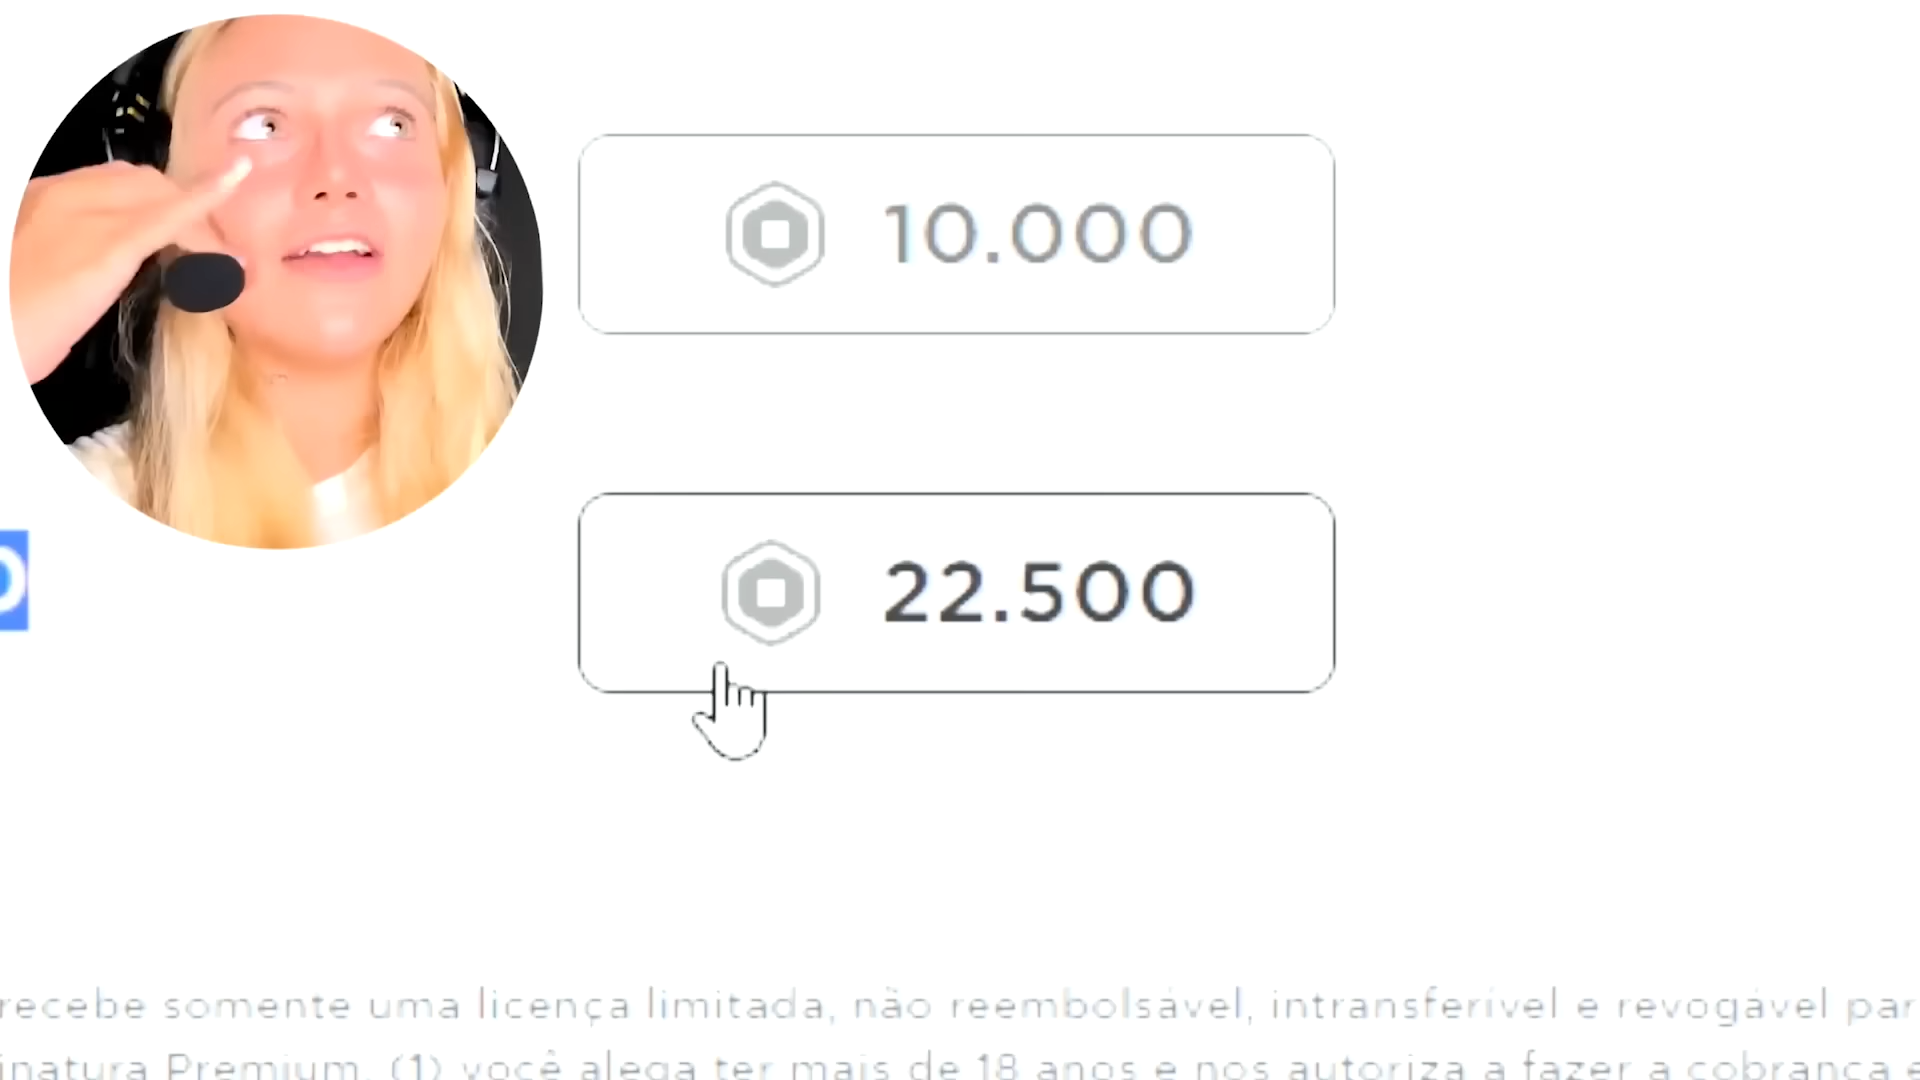 10.000
22.500
recebe somente uma licença limitada, não reembolsável, intransferível e revogável par
inatura Premium. (1) você alega ter mais de 18 anos e nos autoriza a fazer a cobrança e